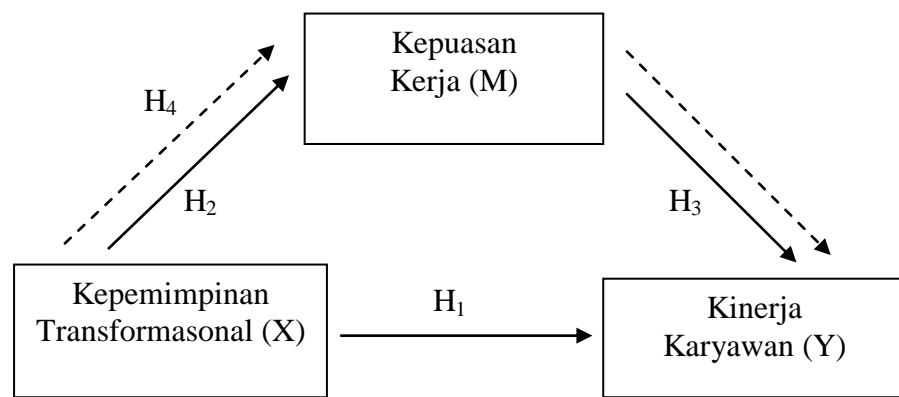 Kepuasan
Kerja (M)
H₄
H₂
H₃
Kepemimpinan
Transformasonal (X)
H₁
Kinerja
Karyawan (Y)